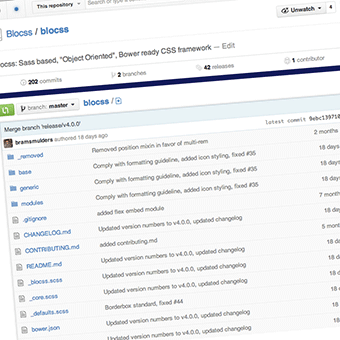 This repository Search or type a
Unwatch 4
Blocss / blocss
ocss: Sass based, "Object Oriented", Bower ready CSS framework — Edit
202 commits 2 branches 42 releases 1 contributor
branch: master blocss /
Merge branch 'release/v4.0.0'
bramsmulders authored 18 days ago latest commit
_removed Removed position mixin in favor of multi-rem 2 months
base Comply with formatting guideline, added icon styling, fixed #35 18 days
generic Comply with formatting guideline, added icon styling, fixed #35 18 days
modules Comply with formatting guideline, added icon styling, fixed #35 18 days
.gitignore added flex embed module 7 months
CHANGELOG.md Updated version numbers to v4.0.0, updated changelog 18 days
CONTRIBUTING.md added contributing.md 5 months
README.md Updated version numbers to v4.0.0, updated changelog 18 days
_blocss.scss Updated version numbers to v4.0.0, updated changelog 18 days
_core.scss Updated version numbers to v4.0.0, updated changelog 18 days
_defaults.scss Borderbox standard, fixed #44 18 days
bower.json Updated version numbers to v4.0.0, updated changelog 18 days